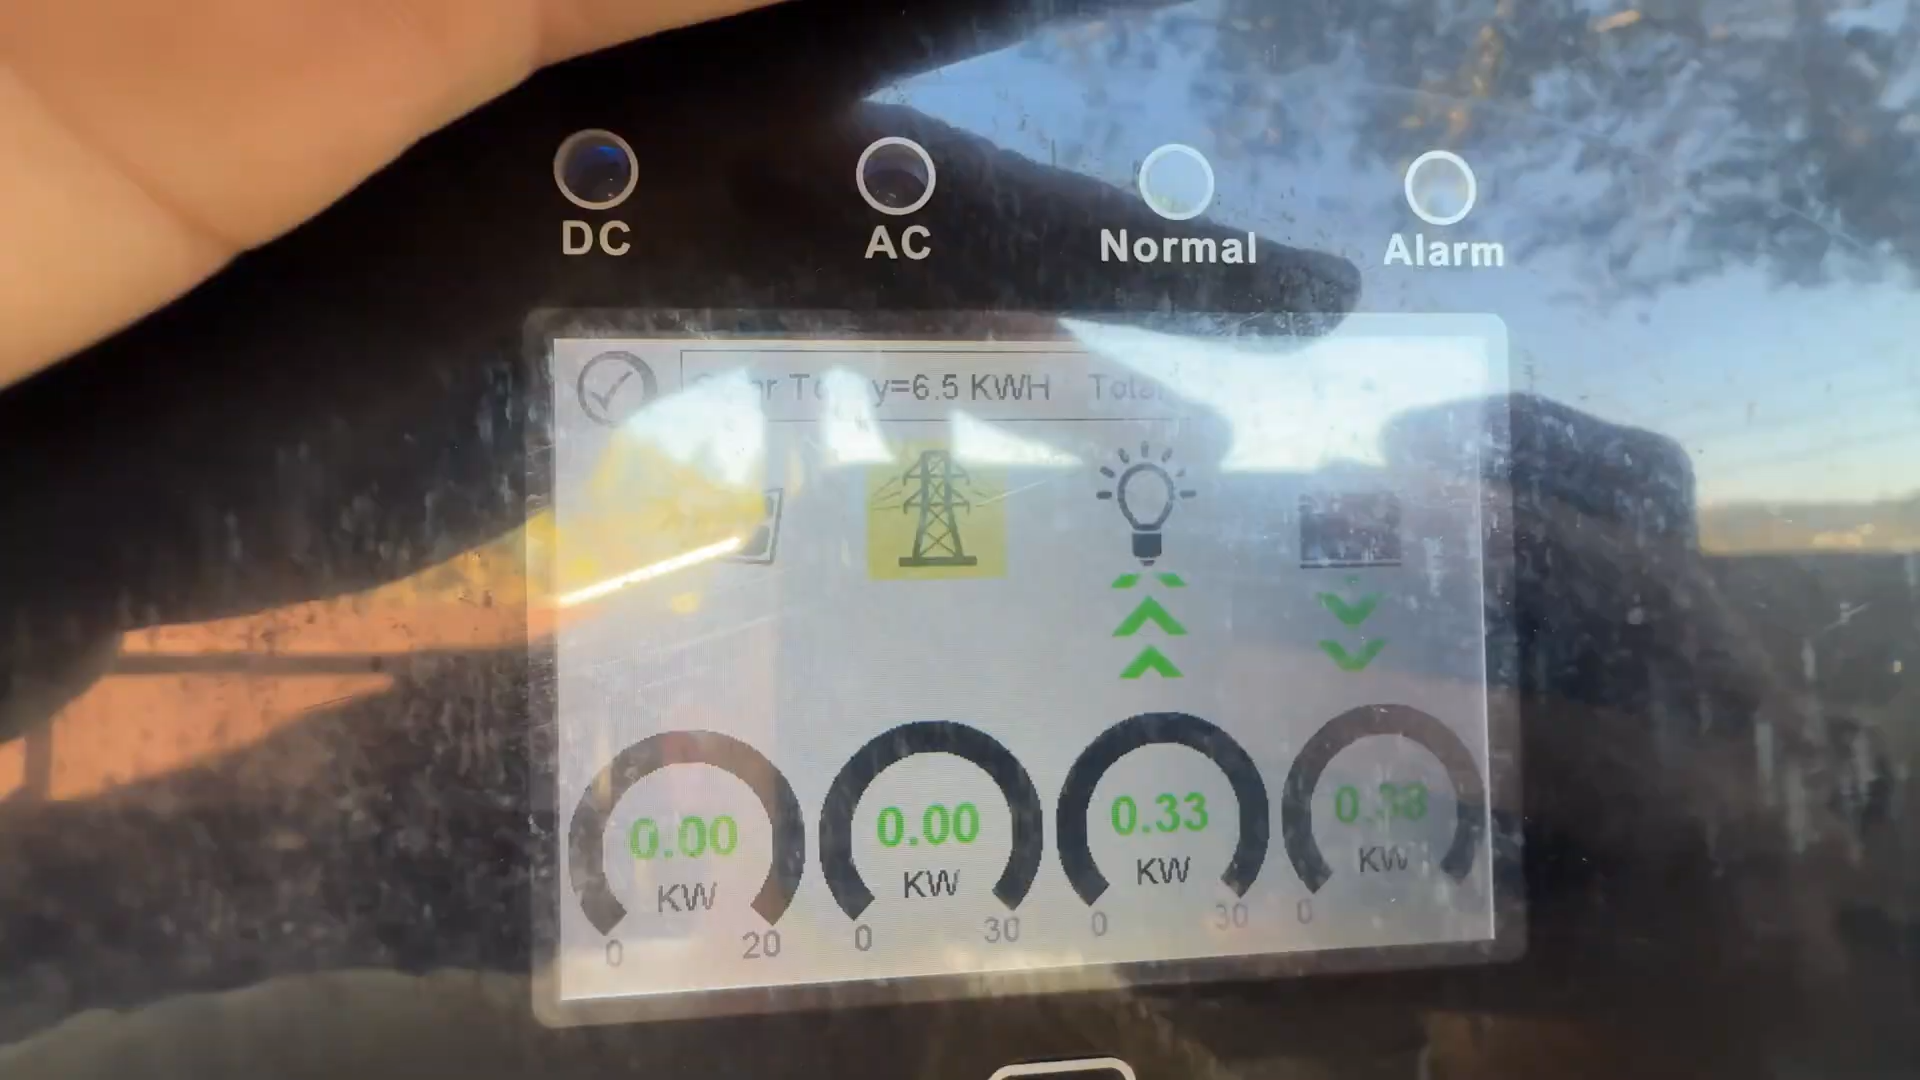 DC AC Normal Alarm
y=6.5 KWH
0.00 0.00 0.33
KW KW KW KW
0 20 0 30 0 30 0